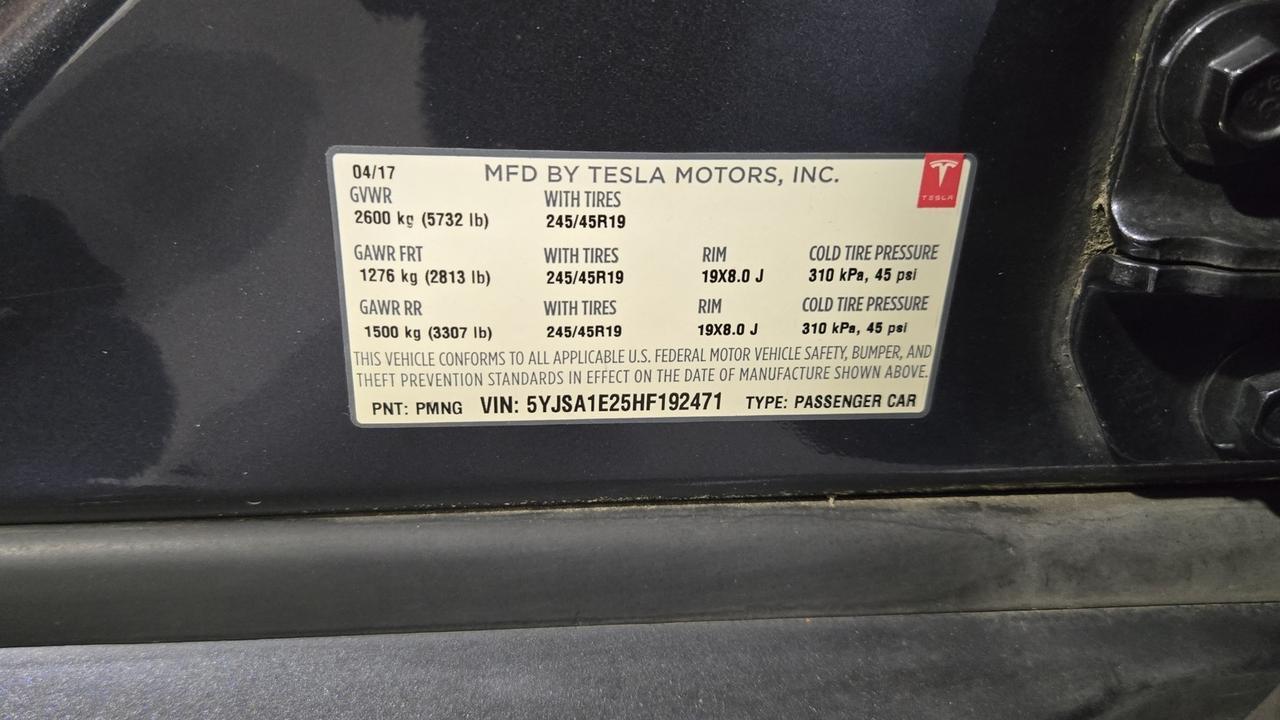 04/17 MFD BY TESLA MOTORS, INC.
TESLA
GVWR WITH TIRES
2600 kg (5732 lb) 245/45R19
GAWR FRT WITH TIRES RIM COLD TIRE PRESSURE
1276 kg (2813 lb) 245/45R19 19X8.0 J 310 kPa, 45 psi
GAWR RR WITH TIRES RIM COLD TIRE PRESSURE
1500 kg (3307 lb) 245/45R19 19X8.0 J 310 kPa, 45 psi
THIS VEHICLE CONFORMS TO ALL APPLICABLE U.S. FEDERAL MOTOR VEHICLE SAFETY, BUMPER, AND
THEFT PREVENTION STANDARDS IN EFFECT ON THE DATE OF MANUFACTURE SHOWN ABOVE.
PNT: PMNG VIN: 5YJSA1E25HF192471 TYPE: PASSENGER CAR